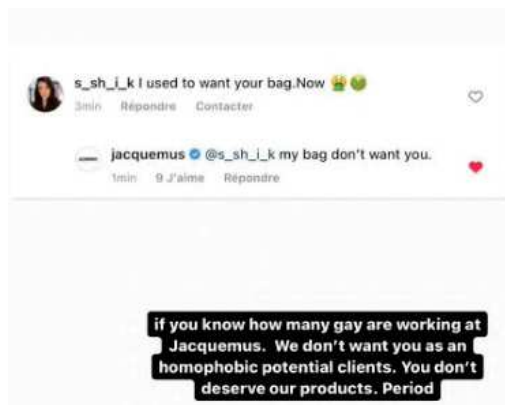 s_sh_i_k I used to want your bag.Now 🤮🤢
3min Répondre Contacter
jacquemus @s_sh_i_k my bag don't want you.
1min 9 J'aime Répondre
if you know how many gay are working at
Jacquemus. We don't want you as an
homophobic potential clients. You don't
deserve our products. Period